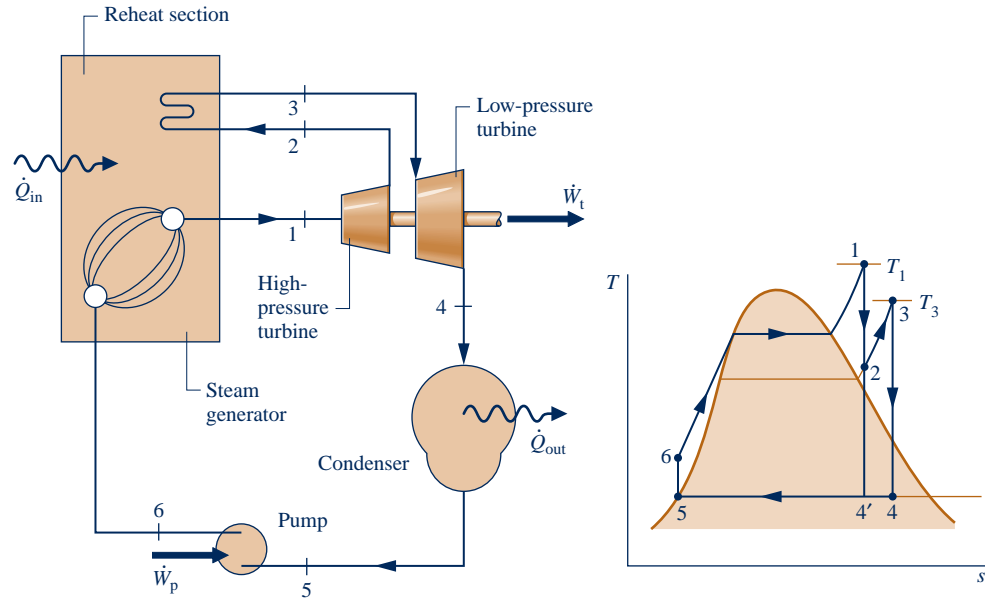 Reheat section
3
2
Low-pressure
turbine
Q̇in
1
Ẇt
High-
pressure
turbine
4
Steam
generator
Condenser
Q̇out
6
Pump
Ẇp
5
T
1
T1
3
T3
2
6
5
4′
4
s